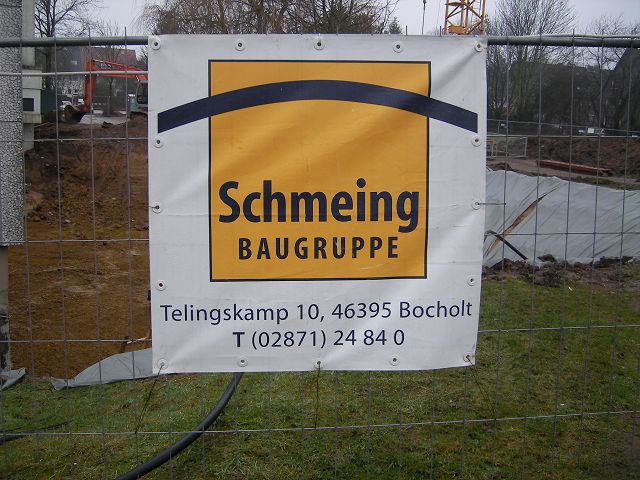 Schmeing
BAUGRUPPE
Telingskamp 10, 46395 Bocholt
T (02871) 24 84 0